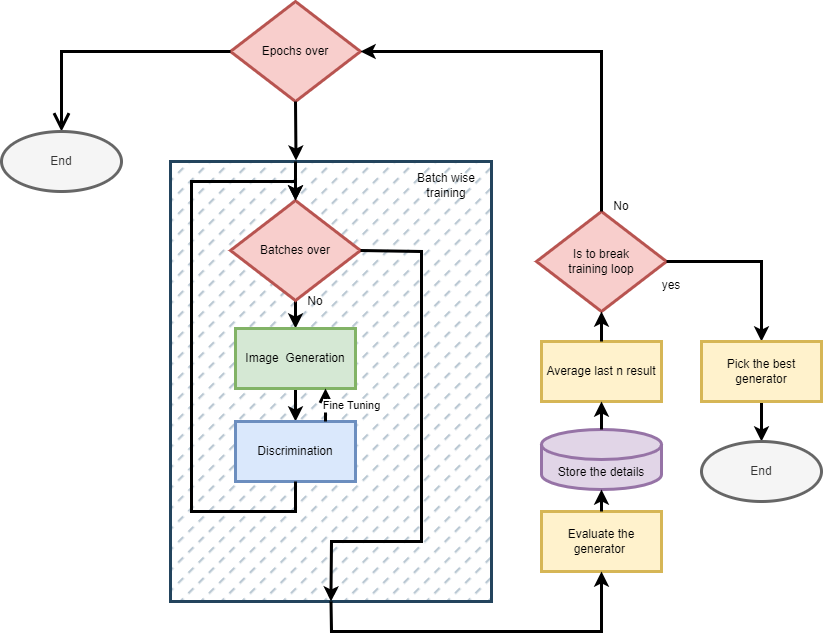 Epochs over
End
Batch wise
training
Batches over
No
Image  Generation
Fine Tuning
Discrimination
No
Is to break
training loop
yes
Average last n result
Pick the best
generator
Store the details
End
Evaluate the
generator